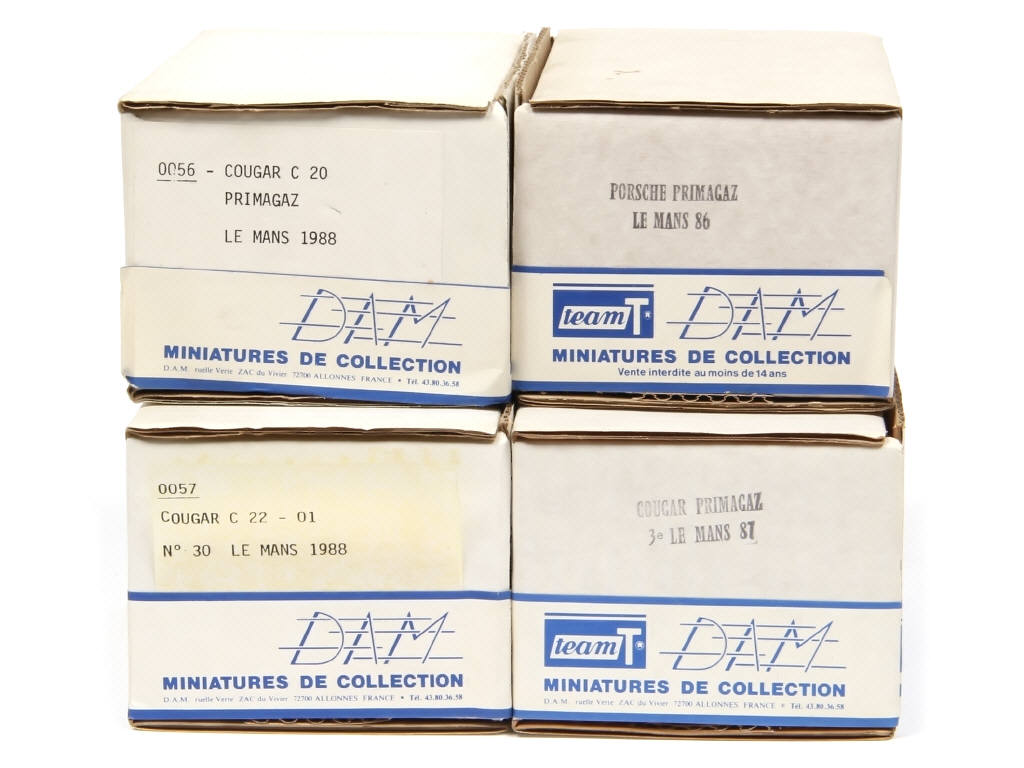 0056 - COUGAR C 20
PRIMAGAZ
LE MANS 1988
DAM
MINIATURES DE COLLECTION
D.A.M. ruelle Verte ZAC du Vivier 72700 ALLONNES FRANCE • Tél. 43.80.36.58
PORSCHE PRIMAGAZ
LE MANS 86
team T ® DAM
MINIATURES DE COLLECTION
Vente interdite au moins de 14 ans
0057
COUGAR C 22 - 01
N° 30 LE MANS 1988
DAM
MINIATURES DE COLLECTION
D.A.M. ruelle Verte ZAC du Vivier 72700 ALLONNES FRANCE • Tél. 43.80.36.58
COUGAR PRIMAGAZ
3e LE MANS 87
team T ® DAM
MINIATURES DE COLLECTION
D.A.M. ruelle Verte ZAC du Vivier 72700 ALLONNES FRANCE • Tél. 43.80.36.58